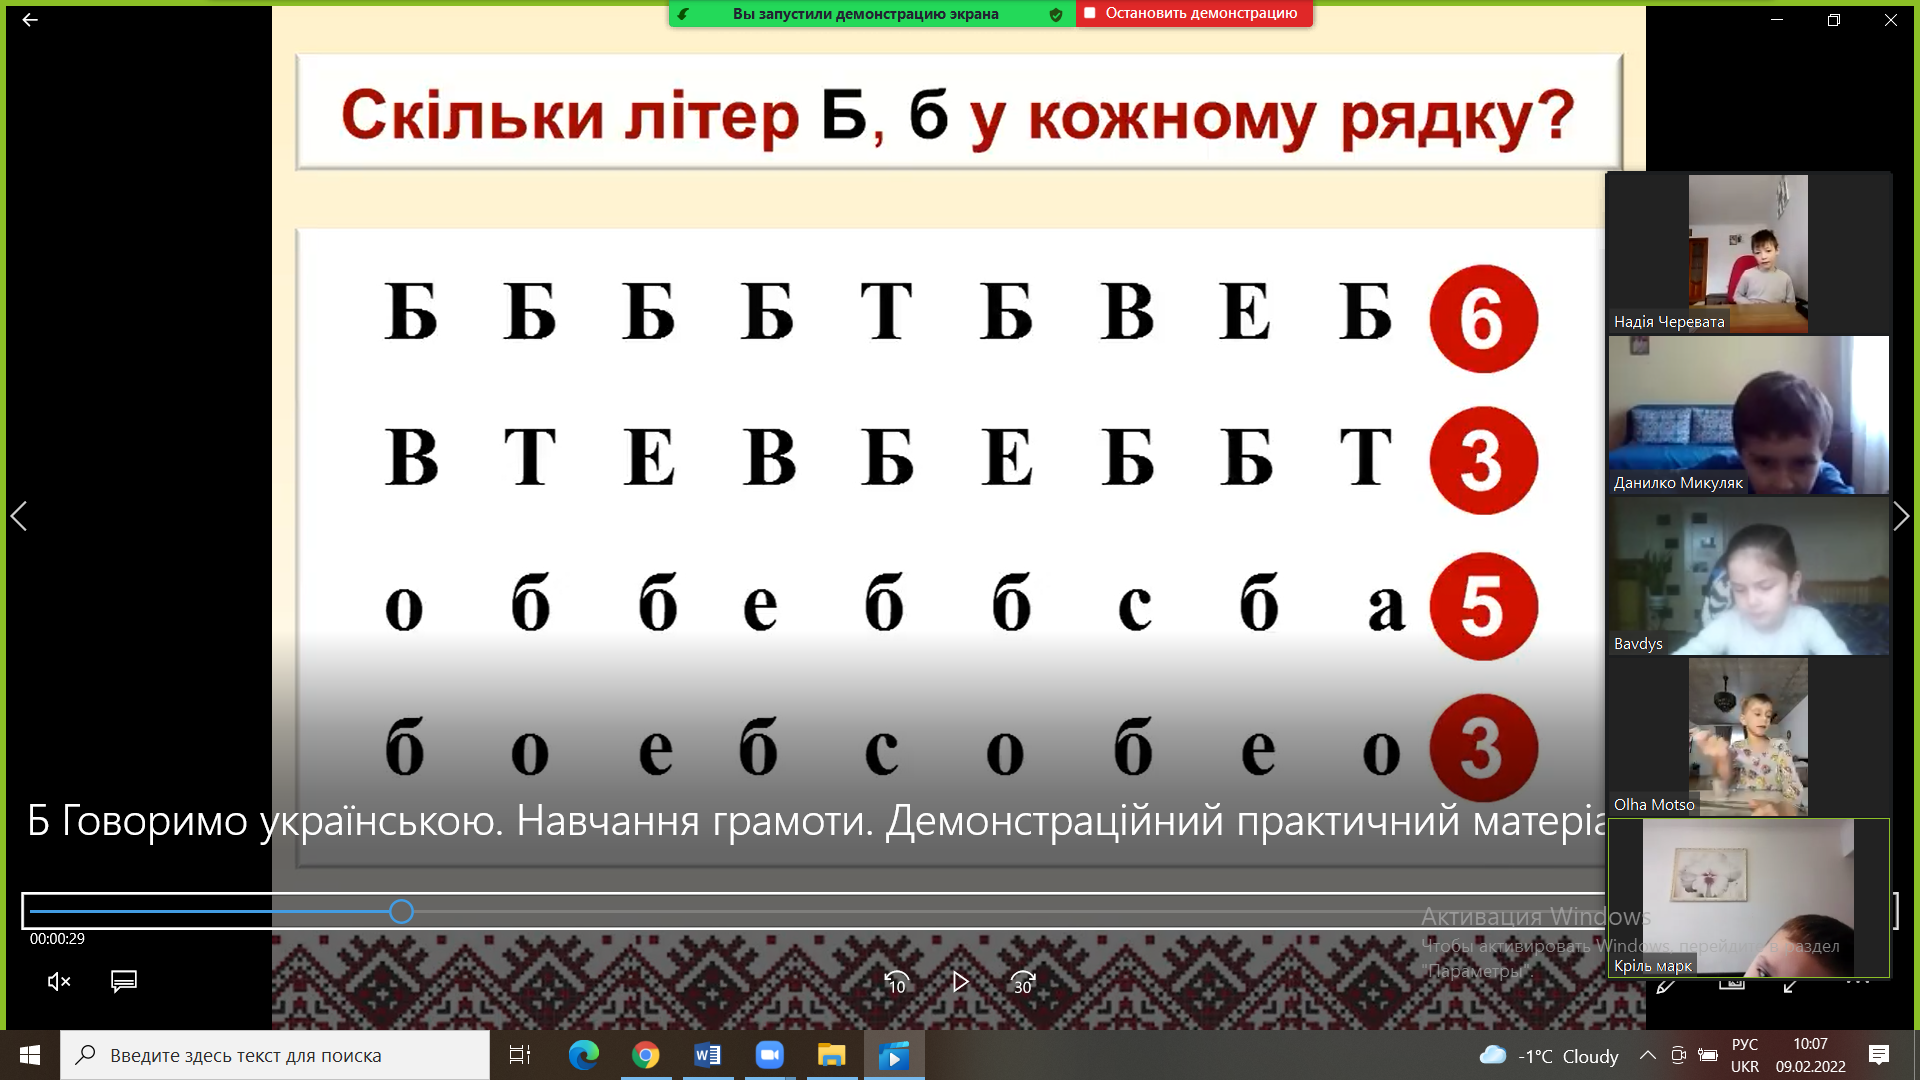 Вы запустили демонстрацию экрана
Остановить демонстрацию
Скільки літер Б, б у кожному рядку?
Б Б Б Б Т Б В Е Б 6
В Т Е В Б Е Б Б Т 3
о б б е б б с б а 5
б о е б с о б е о 3
Надія Черевата
Данилко Микуляк
Bavdys
Olha Motso
Кріль марк
Б Говоримо українською. Навчання грамоти. Демонстраційний практичний матеріа
00:00:29
10
30
Активация Windows
Чтобы активировать Windows, перейдите в раздел
"Параметры".
Введите здесь текст для поиска
-1°C Cloudy
РУС
UKR
10:07
09.02.2022